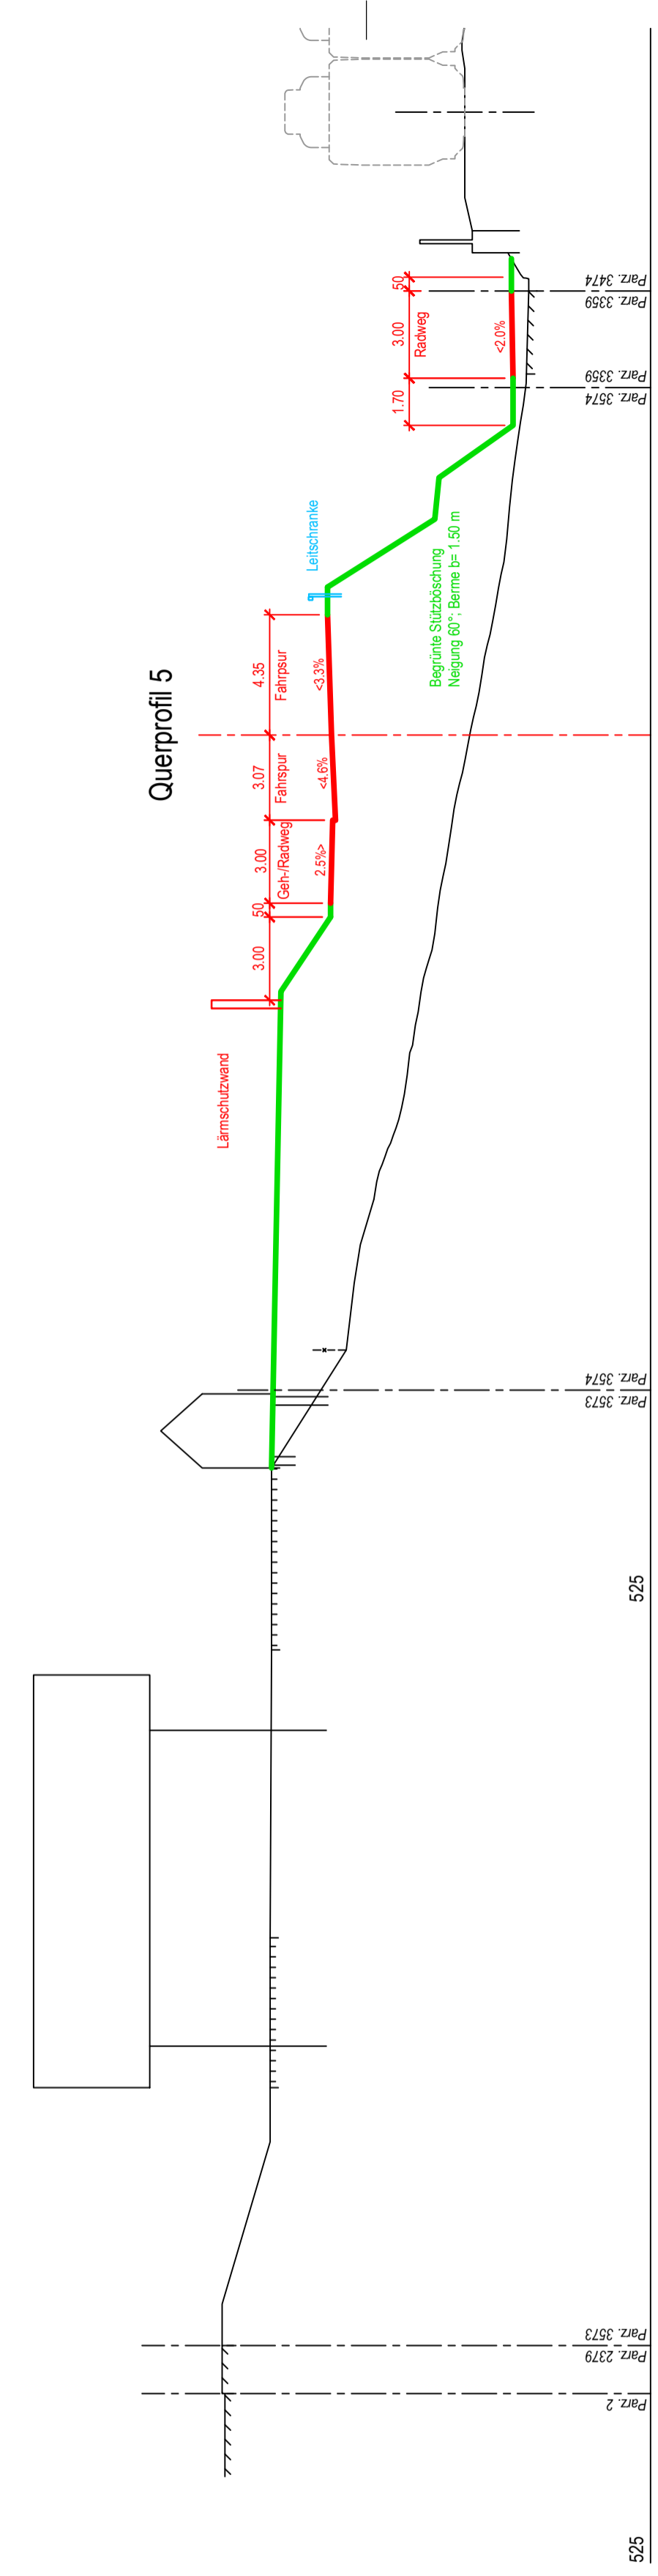 Querprofil 5
Parz. 2
Parz. 2379
Parz. 3573
Parz. 3573
Parz. 3574
Lärmschutzwand
3.00
50
3.00
Geh-/Radweg
2.5%>
3.07
Fahrspur
<4.6%
4.35
Fahrpsur
<3.3%
Leitschranke
Begrünte Stützböschung
Neigung 60°; Berme b= 1.50 m
1.70
3.00
Radweg
<2.0%
50
Parz. 3574
Parz. 3359
Parz. 3359
Parz. 3474
525
525